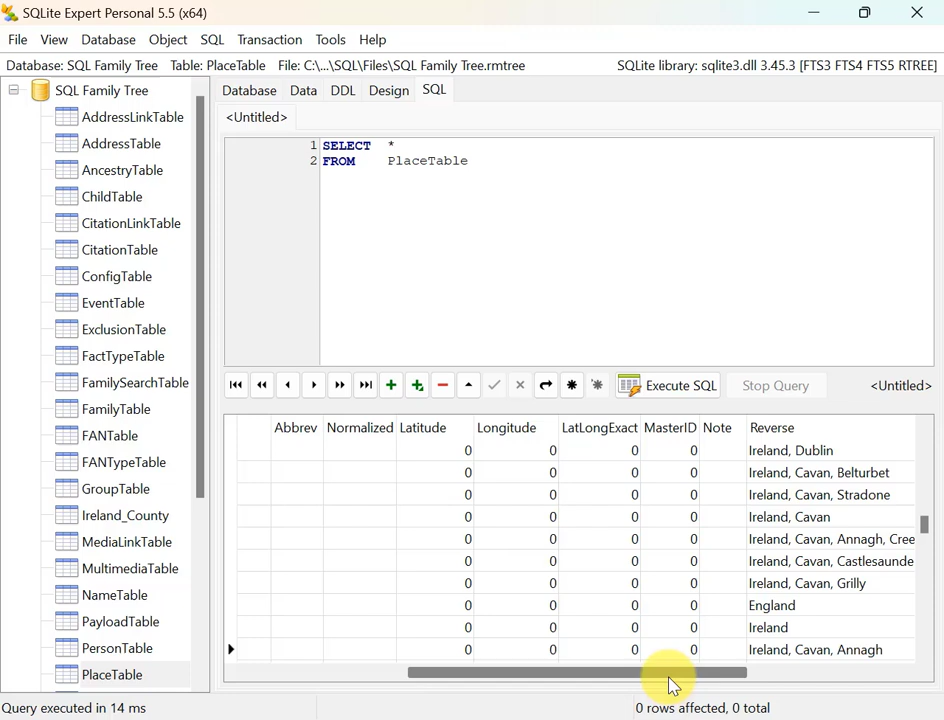 SQLite Expert Personal 5.5 (x64)
File View Database Object SQL Transaction Tools Help
Database: SQL Family Tree Table: PlaceTable File: C:\...\SQL\Files\SQL Family Tree.rmtree SQLite library: sqlite3.dll 3.45.3 [FTS3 FTS4 FTS5 RTREE]
SQL Family Tree
AddressLinkTable
AddressTable
AncestryTable
ChildTable
CitationLinkTable
CitationTable
ConfigTable
EventTable
ExclusionTable
FactTypeTable
FamilySearchTable
FamilyTable
FANTable
FANTypeTable
GroupTable
Ireland_County
MediaLinkTable
MultimediaTable
NameTable
PayloadTable
PersonTable
PlaceTable
Database Data DDL Design SQL
<Untitled>
1 SELECT *
2 FROM PlaceTable
Execute SQL Stop Query <Untitled>
Abbrev Normalized Latitude Longitude LatLongExact MasterID Note Reverse
0 0 0 0 Ireland, Dublin
0 0 0 0 Ireland, Cavan, Belturbet
0 0 0 0 Ireland, Cavan, Stradone
0 0 0 0 Ireland, Cavan
0 0 0 0 Ireland, Cavan, Annagh, Cree
0 0 0 0 Ireland, Cavan, Castlesaunde
0 0 0 0 Ireland, Cavan, Grilly
0 0 0 0 England
0 0 0 0 Ireland
0 0 0 0 Ireland, Cavan, Annagh
Query executed in 14 ms 0 rows affected, 0 total